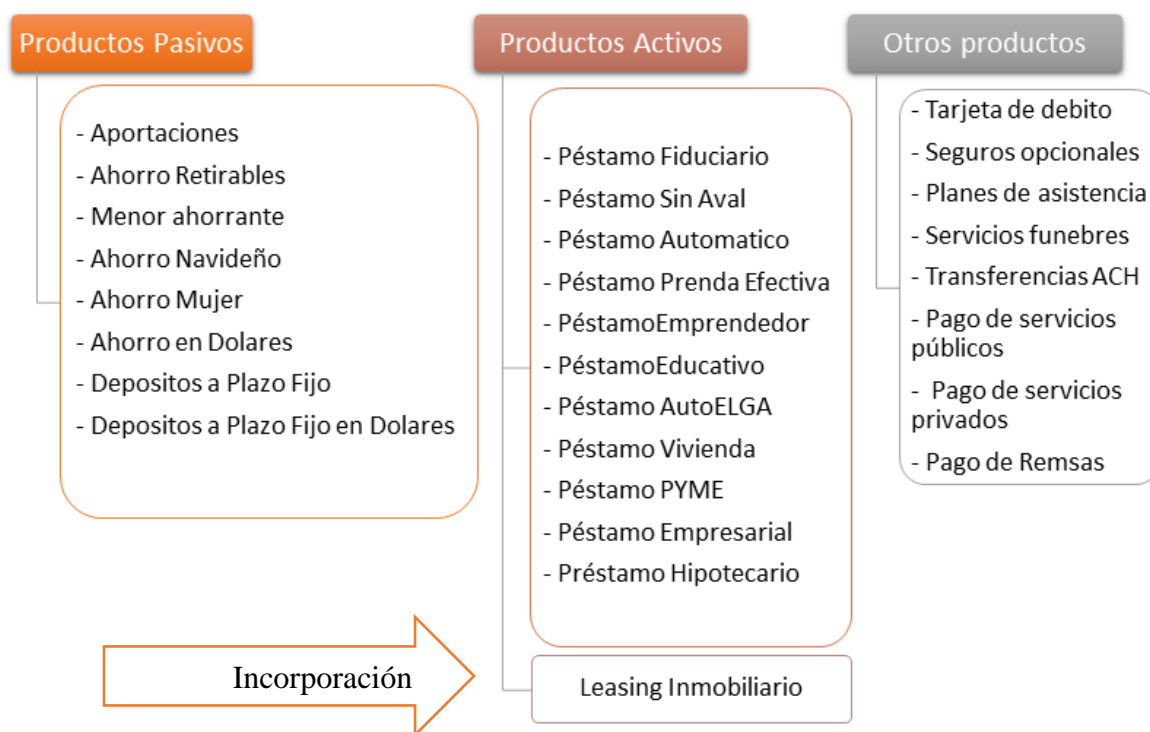 Productos Pasivos
- Aportaciones
- Ahorro Retirables
- Menor ahorrante
- Ahorro Navideño
- Ahorro Mujer
- Ahorro en Dolares
- Depositos a Plazo Fijo
- Depositos a Plazo Fijo en Dolares
Productos Activos
- Péstamo Fiduciario
- Péstamo Sin Aval
- Péstamo Automatico
- Péstamo Prenda Efectiva
- PéstamoEmprendedor
- PéstamoEducativo
- Péstamo AutoELGA
- Péstamo Vivienda
- Péstamo PYME
- Péstamo Empresarial
- Préstamo Hipotecario
Incorporación
Leasing Inmobiliario
Otros productos
- Tarjeta de debito
- Seguros opcionales
- Planes de asistencia
- Servicios funebres
- Transferencias ACH
- Pago de servicios
públicos
- Pago de servicios
privados
- Pago de Remsas